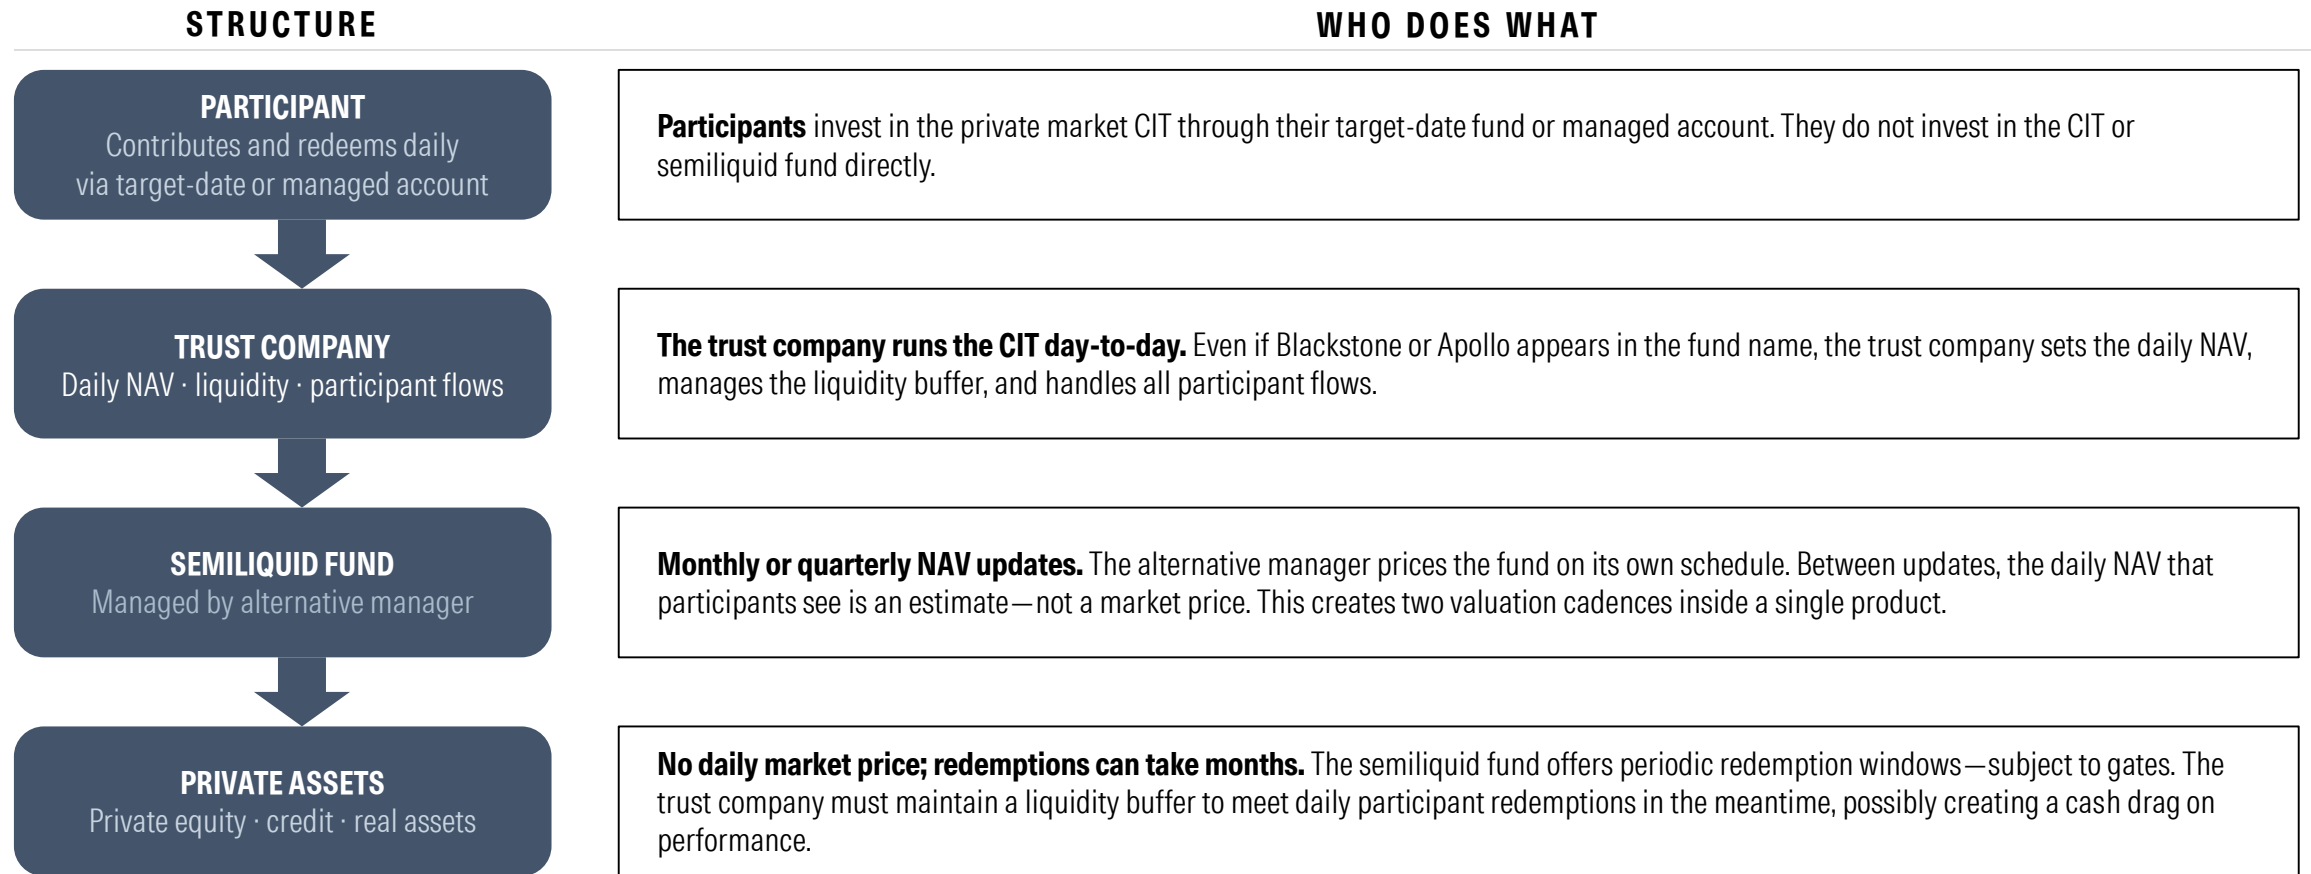 STRUCTURE
WHO DOES WHAT
PARTICIPANT
Contributes and redeems daily
via target-date or managed account
Participants invest in the private market CIT through their target-date fund or managed account. They do not invest in the CIT or
semiliquid fund directly.
TRUST COMPANY
Daily NAV · liquidity · participant flows
The trust company runs the CIT day-to-day. Even if Blackstone or Apollo appears in the fund name, the trust company sets the daily NAV,
manages the liquidity buffer, and handles all participant flows.
SEMILIQUID FUND
Managed by alternative manager
Monthly or quarterly NAV updates. The alternative manager prices the fund on its own schedule. Between updates, the daily NAV that
participants see is an estimate—not a market price. This creates two valuation cadences inside a single product.
PRIVATE ASSETS
Private equity · credit · real assets
No daily market price; redemptions can take months. The semiliquid fund offers periodic redemption windows—subject to gates. The
trust company must maintain a liquidity buffer to meet daily participant redemptions in the meantime, possibly creating a cash drag on
performance.